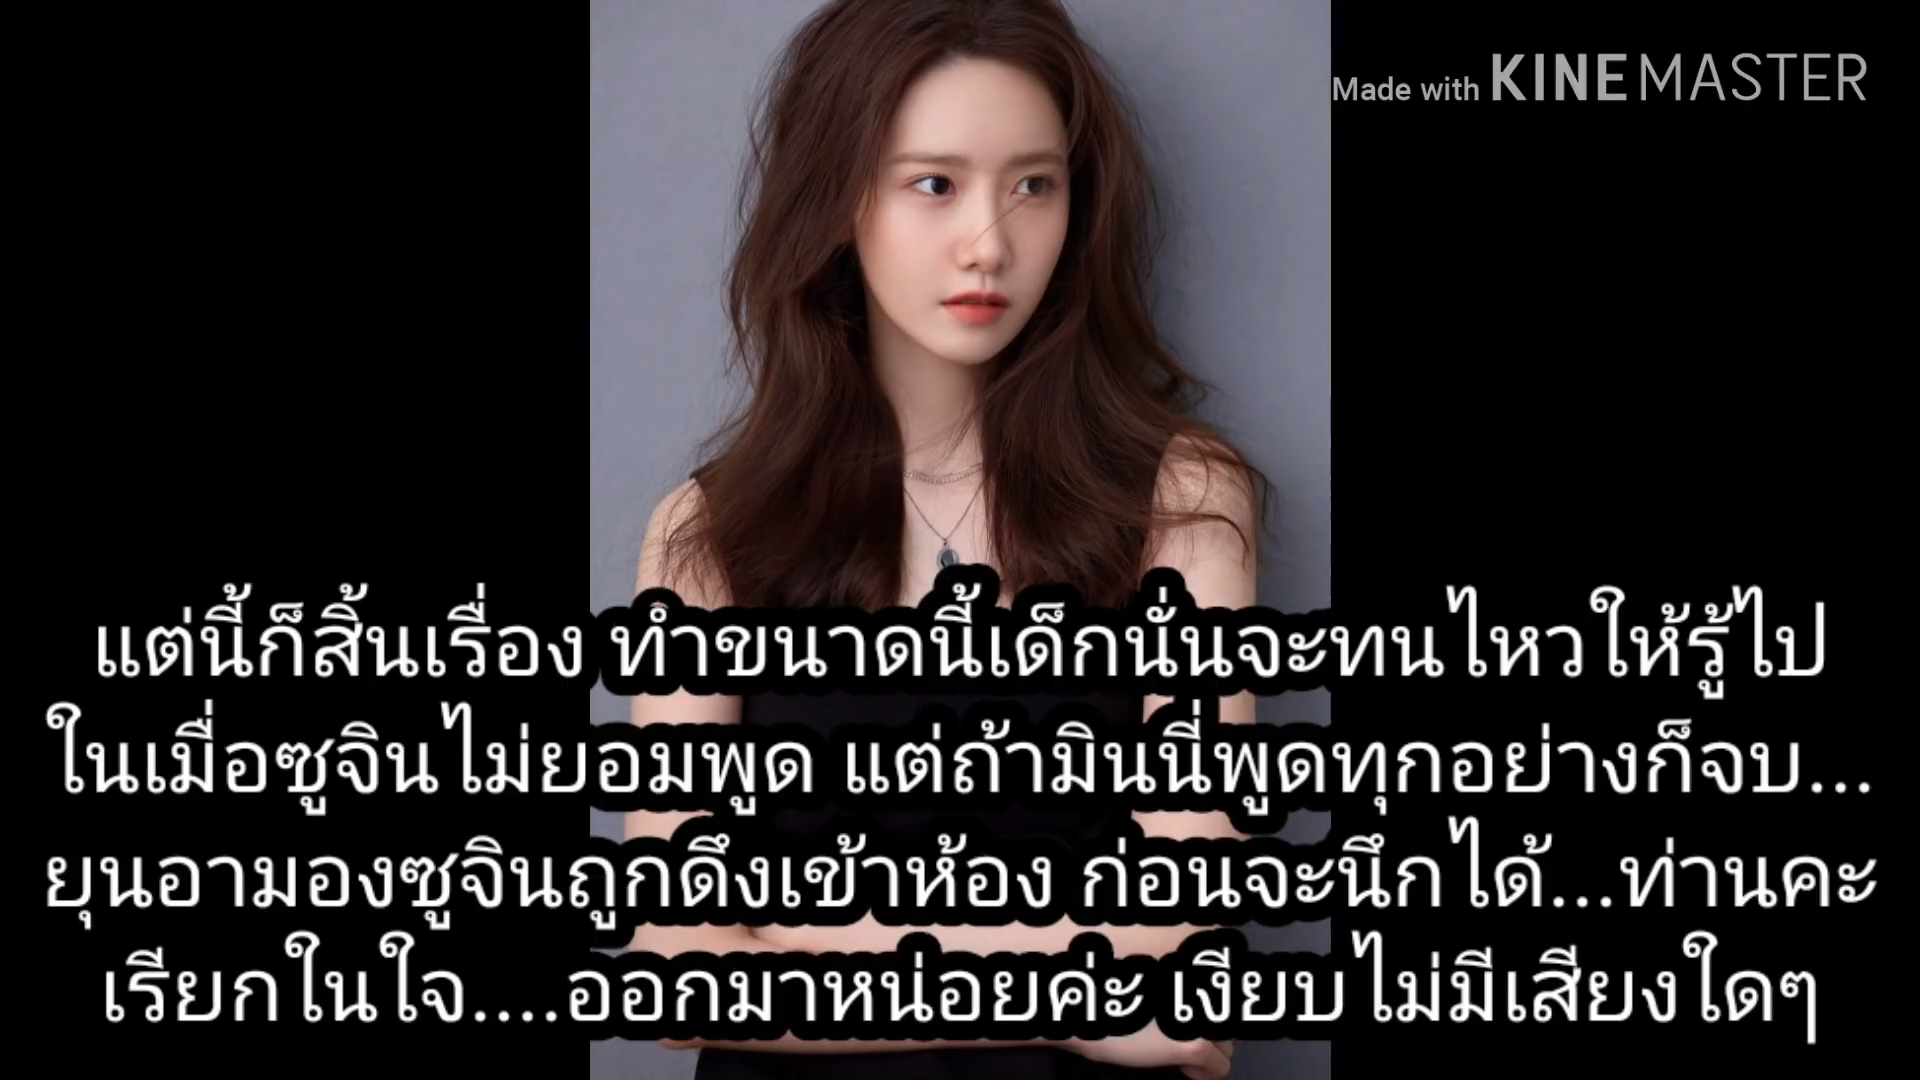 Made with KINEMASTER
แต่นี้ก็สิ้นเรื่อง ทำขนาดนี้เด็กนั่นจะทนไหวให้รู้ไป
ในเมื่อซูจินไม่ยอมพูด แต่ถ้ามินนี่พูดทุกอย่างก็จบ...
ยุนอามองซูจินถูกดึงเข้าห้อง ก่อนจะนึกได้...ท่านคะ
เรียกในใจ....ออกมาหน่อยค่ะ เงียบไม่มีเสียงใดๆ